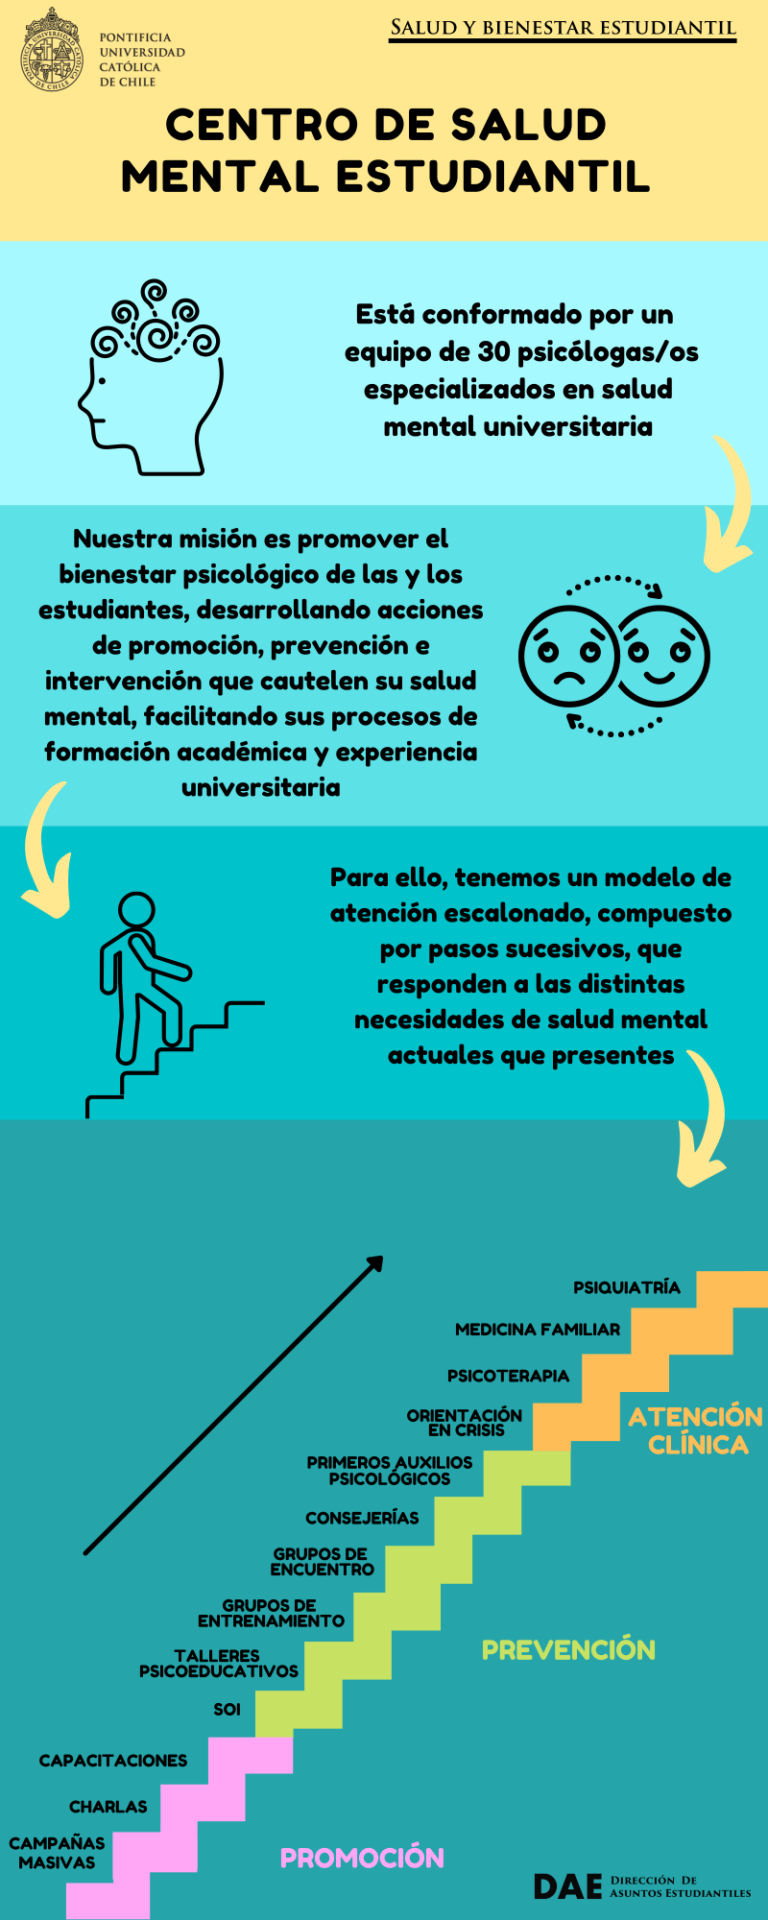 PONTIFICIA
UNIVERSIDAD
CATÓLICA
DE CHILE
SALUD Y BIENESTAR ESTUDIANTIL
CENTRO DE SALUD
MENTAL ESTUDIANTIL
Está conformado por un
equipo de 30 psicólogas/os
especializados en salud
mental universitaria
Nuestra misión es promover el
bienestar psicológico de las y los
estudiantes, desarrollando acciones
de promoción, prevención e
intervención que cautelen su salud
mental, facilitando sus procesos de
formación académica y experiencia
universitaria
Para ello, tenemos un modelo de
atención escalonado, compuesto
por pasos sucesivos, que
responden a las distintas
necesidades de salud mental
actuales que presentes
PSIQUIATRÍA
MEDICINA FAMILIAR
PSICOTERAPIA
ORIENTACIÓN
EN CRISIS
ATENCIÓN
CLÍNICA
PRIMEROS AUXILIOS
PSICOLÓGICOS
CONSEJERÍAS
GRUPOS DE
ENCUENTRO
GRUPOS DE
ENTRENAMIENTO
TALLERES
PSICOEDUCATIVOS
PREVENCIÓN
SOI
CAPACITACIONES
CHARLAS
CAMPAÑAS
MASIVAS
PROMOCIÓN
DAE
DIRECCIÓN DE
ASUNTOS ESTUDIANTILES